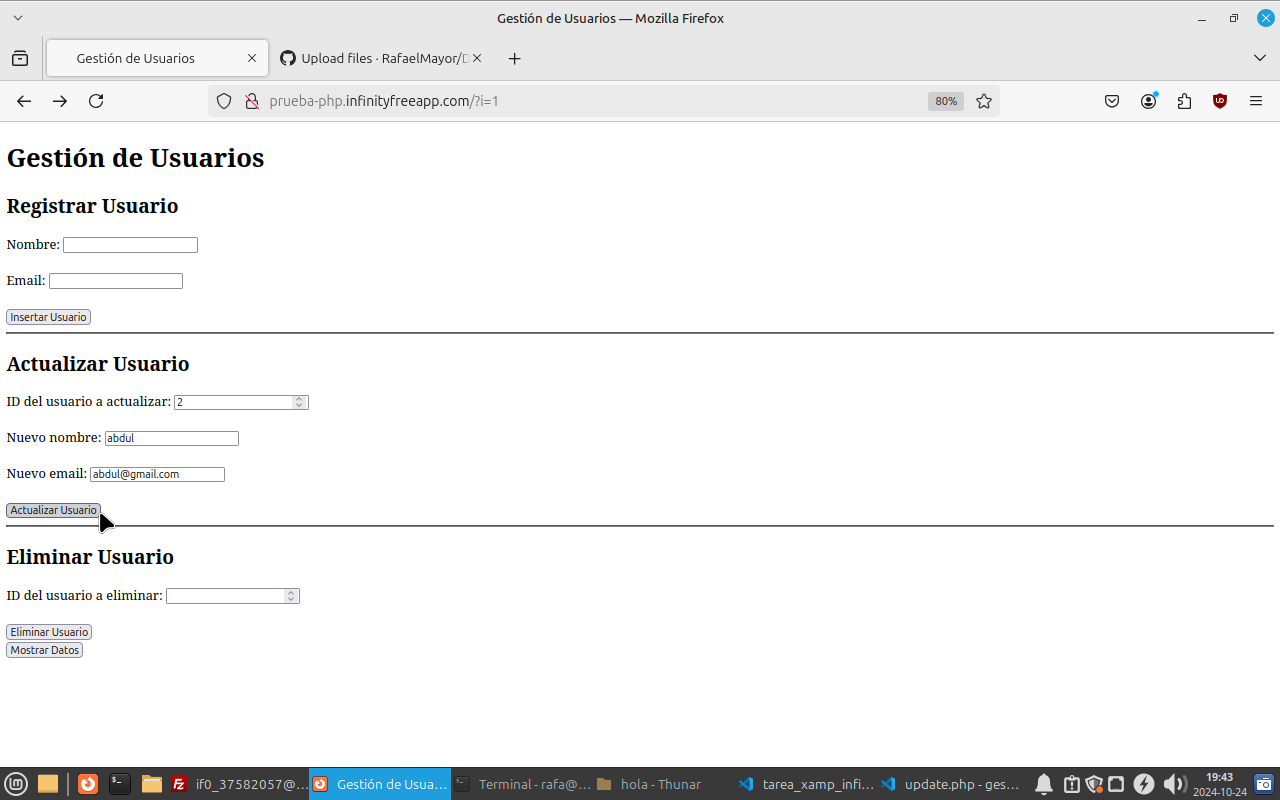 Gestión de Usuarios — Mozilla Firefox
Gestión de Usuarios
Upload files · RafaelMayor/D
prueba-php.infinityfreeapp.com/?i=1
80%
Gestión de Usuarios
Registrar Usuario
Nombre:
Email:
Insertar Usuario
Actualizar Usuario
ID del usuario a actualizar: 2
Nuevo nombre: abdul
Nuevo email: abdul@gmail.com
Actualizar Usuario
Eliminar Usuario
ID del usuario a eliminar:
Eliminar Usuario
Mostrar Datos
if0_37582057@...
Gestión de Usua...
Terminal - rafa@...
hola - Thunar
tarea_xamp_infi...
update.php - ges...
19:43
2024-10-24